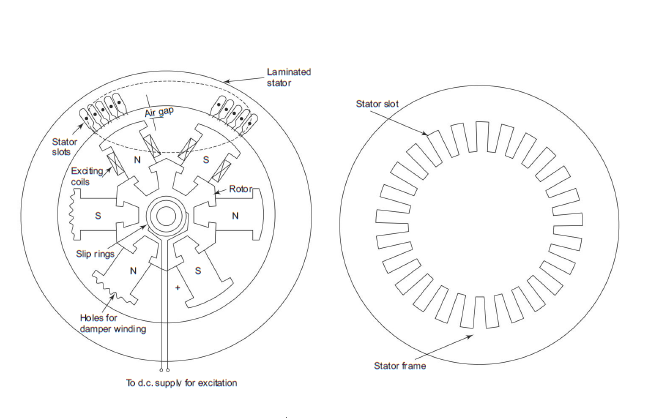 Laminated
stator
Air gap
Stator
slots
N
S
Exciting
coils
Rotor
S
N
Slip rings
N
S
+
Holes for
damper winding
To d.c. supply for excitation
Stator slot
Stator frame